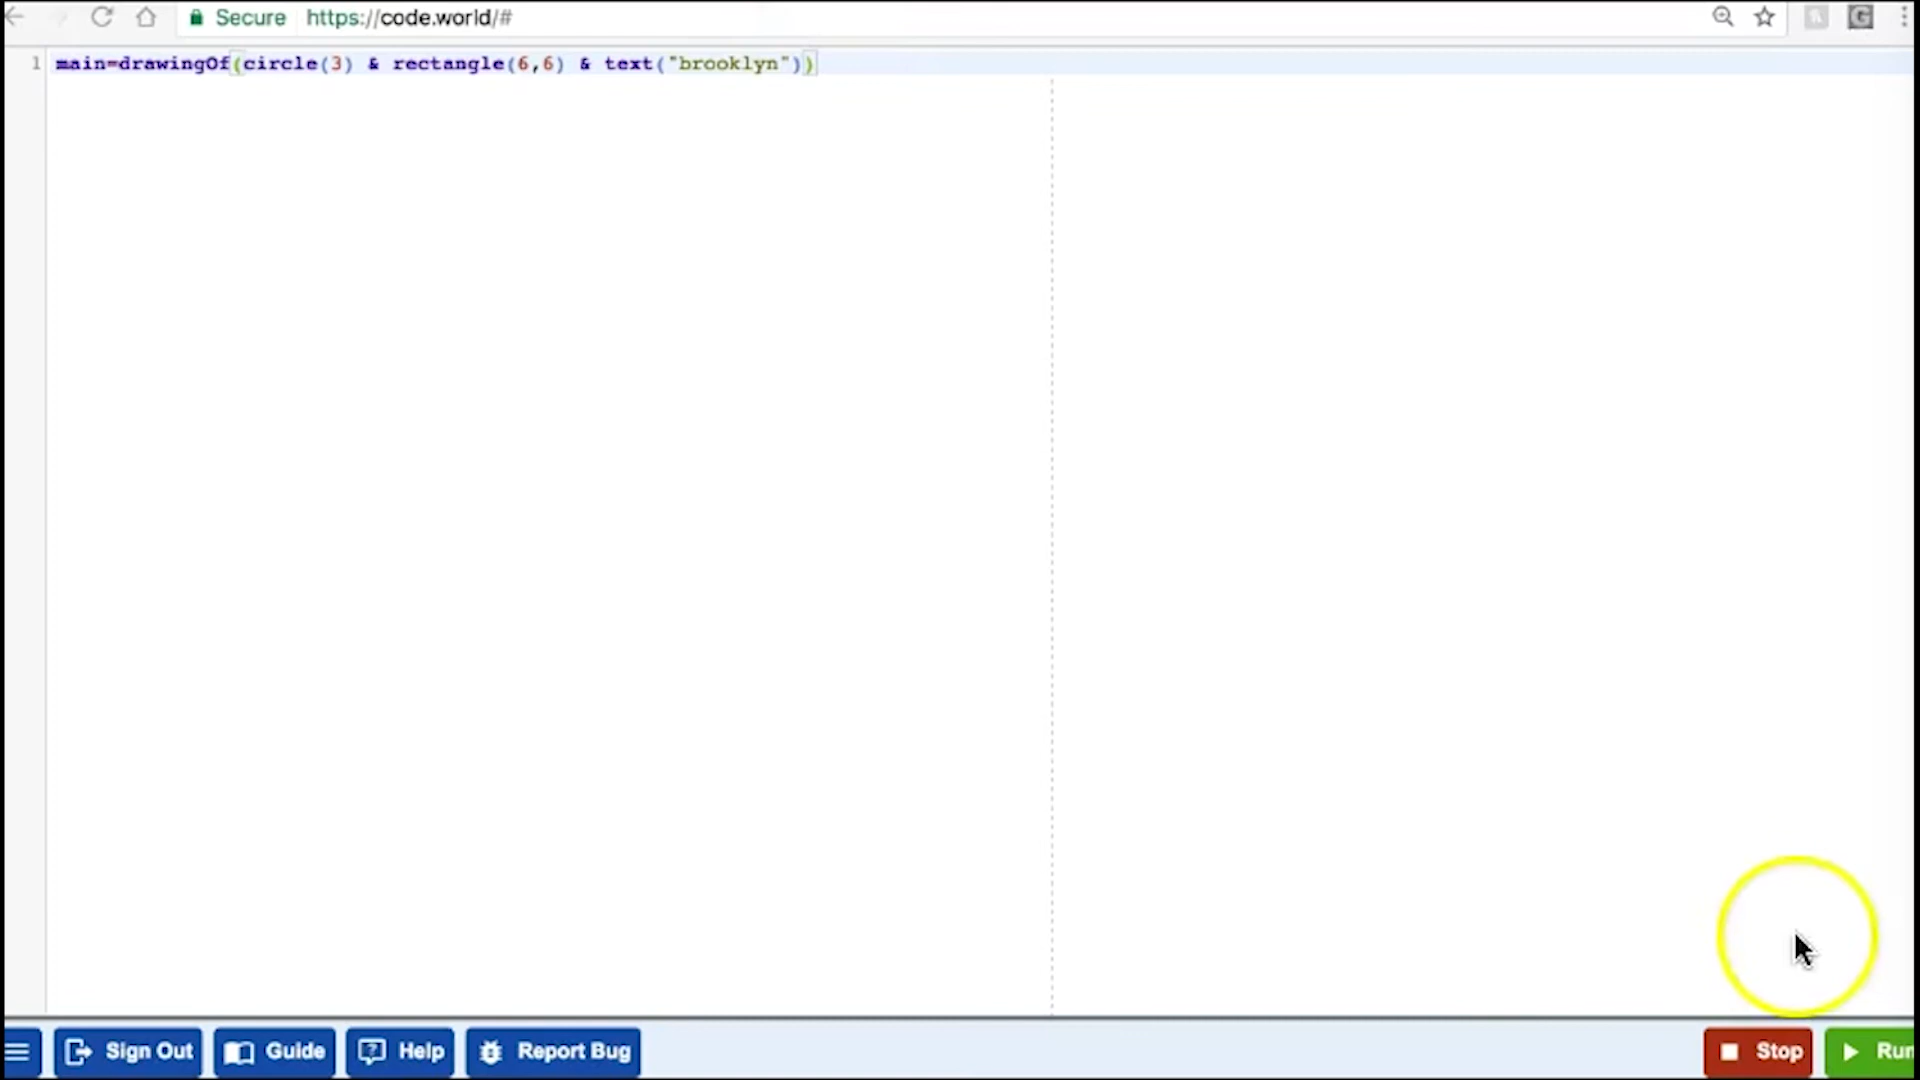 Secure https://code.world/#
1 main=drawingOf(circle(3) & rectangle(6,6) & text("brooklyn"))
Sign Out Guide Help Report Bug Stop Run